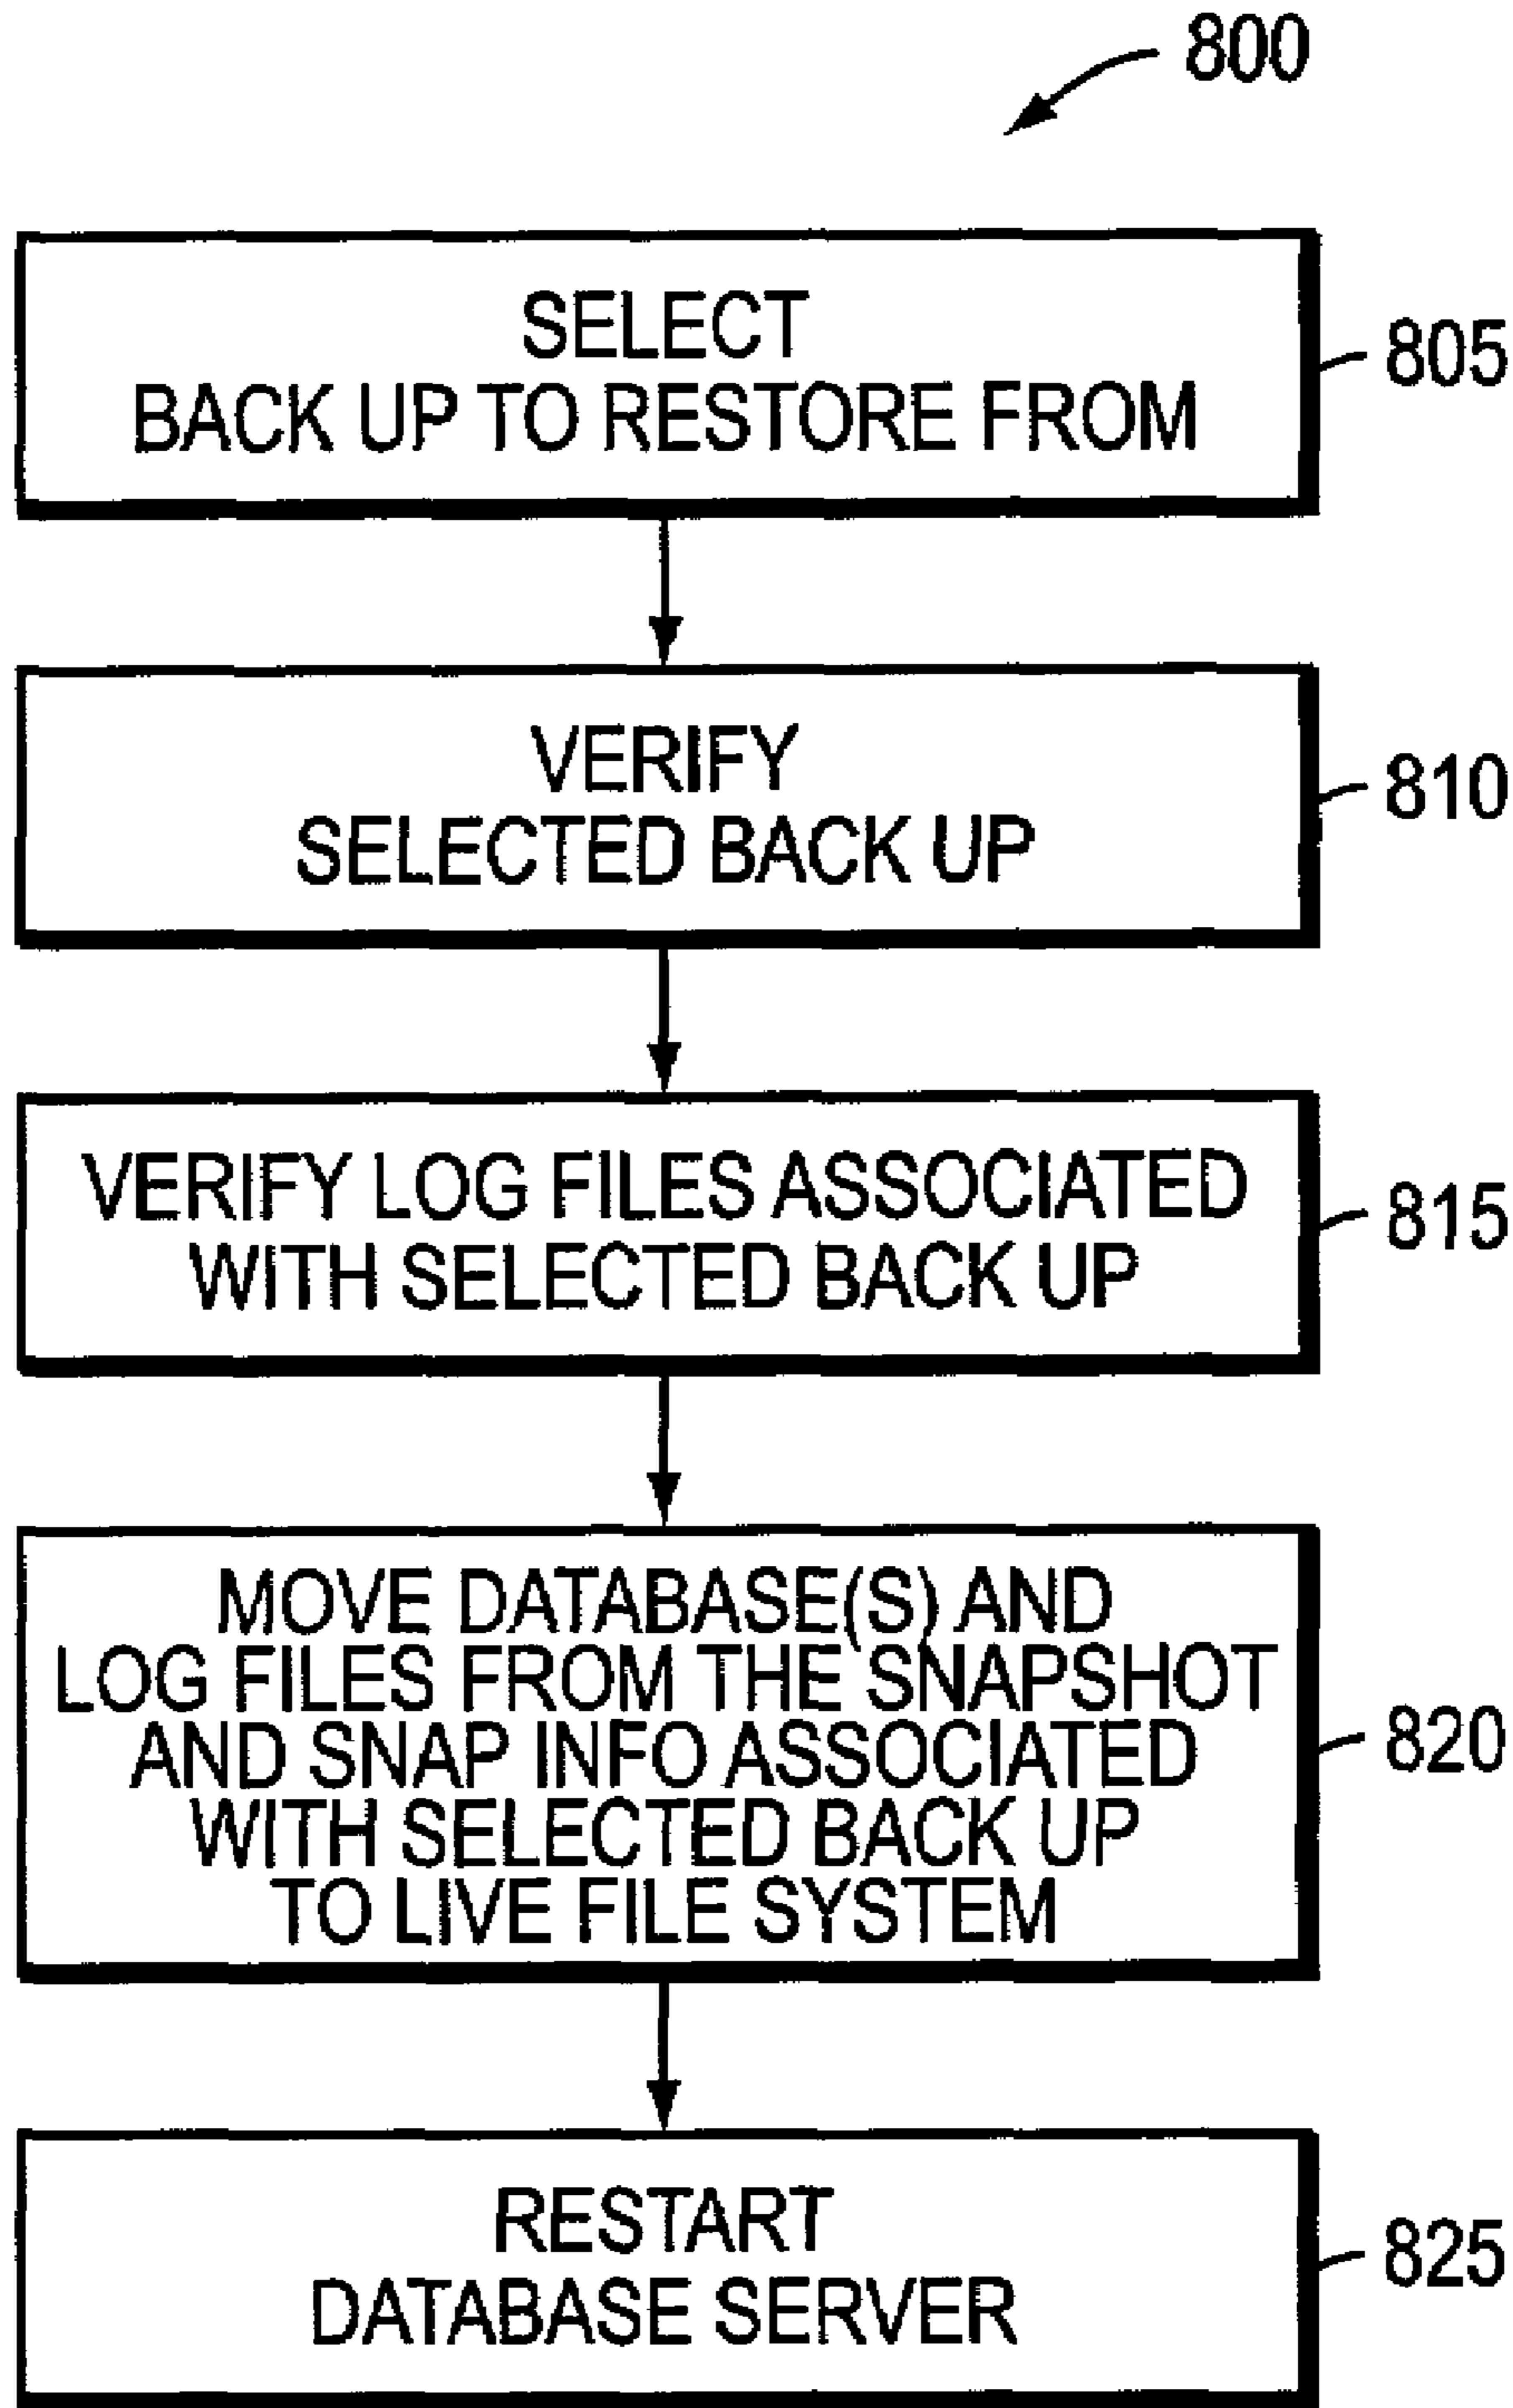 800
SELECT
BACK UP TO RESTORE FROM
805
VERIFY
SELECTED BACK UP
810
VERIFY LOG FILES ASSOCIATED
WITH SELECTED BACK UP
815
MOVE DATABASE(S) AND
LOG FILES FROM THE SNAPSHOT
AND SNAP INFO ASSOCIATED
WITH SELECTED BACK UP
TO LIVE FILE SYSTEM
820
RESTART
DATABASE SERVER
825